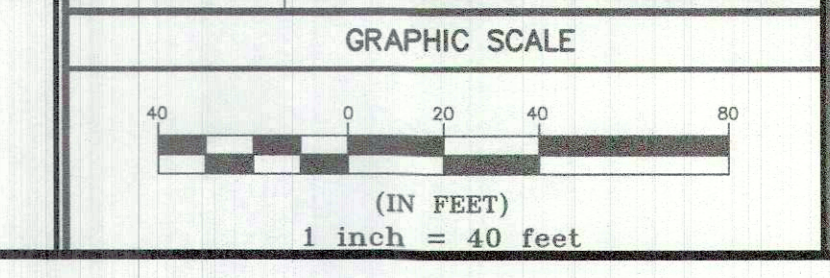 GRAPHIC SCALE
40 0 20 40 80
(IN FEET)
1 inch = 40 feet